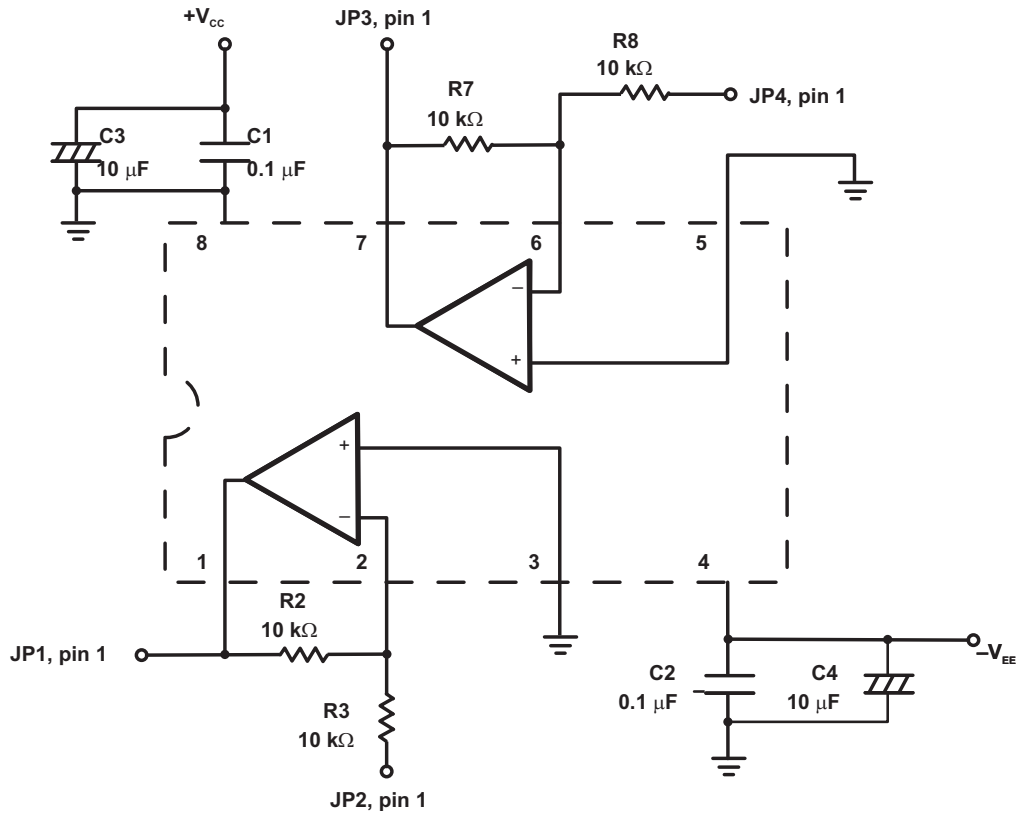 +VCC
JP3, pin 1
R8
10 kΩ
JP4, pin 1
R7
10 kΩ
C3
10 μF
C1
0.1 μF
8
7
6
5
–
+
+
–
1
2
3
4
R2
10 kΩ
JP1, pin 1
R3
10 kΩ
JP2, pin 1
C2
0.1 μF
C4
10 μF
–VEE